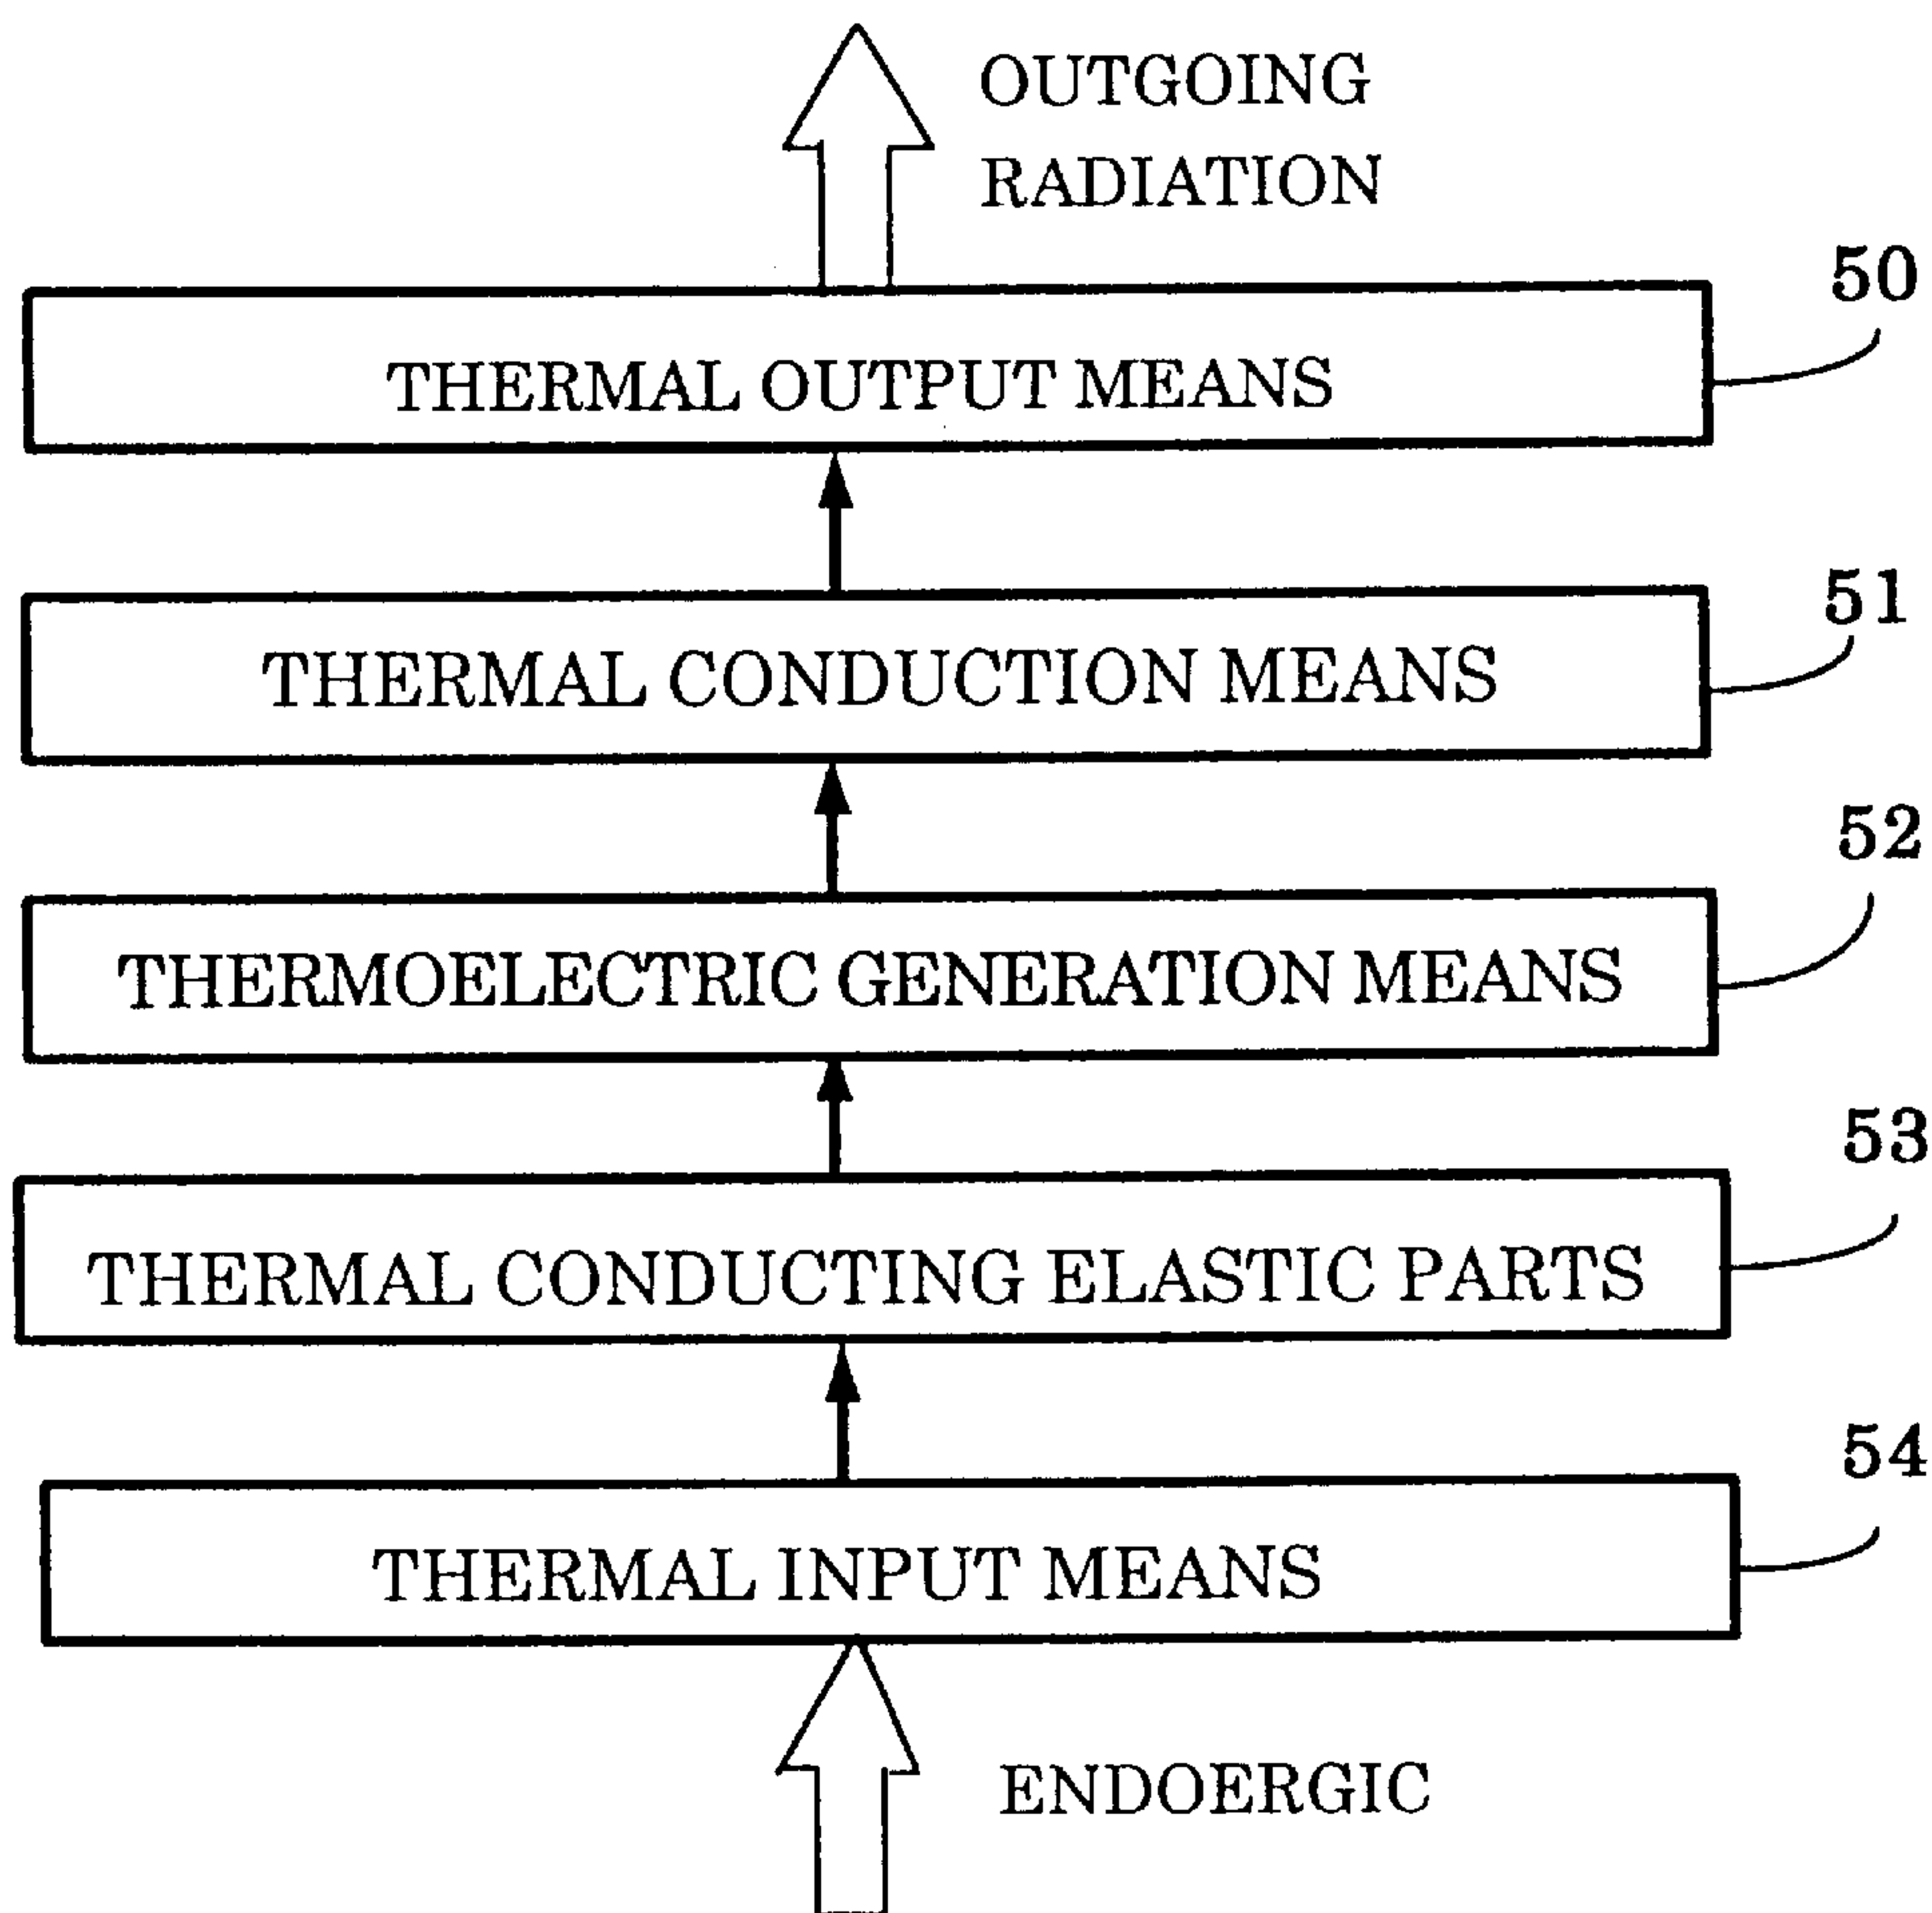 OUTGOING
RADIATION
50
THERMAL OUTPUT MEANS
51
THERMAL CONDUCTION MEANS
52
THERMOELECTRIC GENERATION MEANS
53
THERMAL CONDUCTING ELASTIC PARTS
54
THERMAL INPUT MEANS
ENDOERGIC